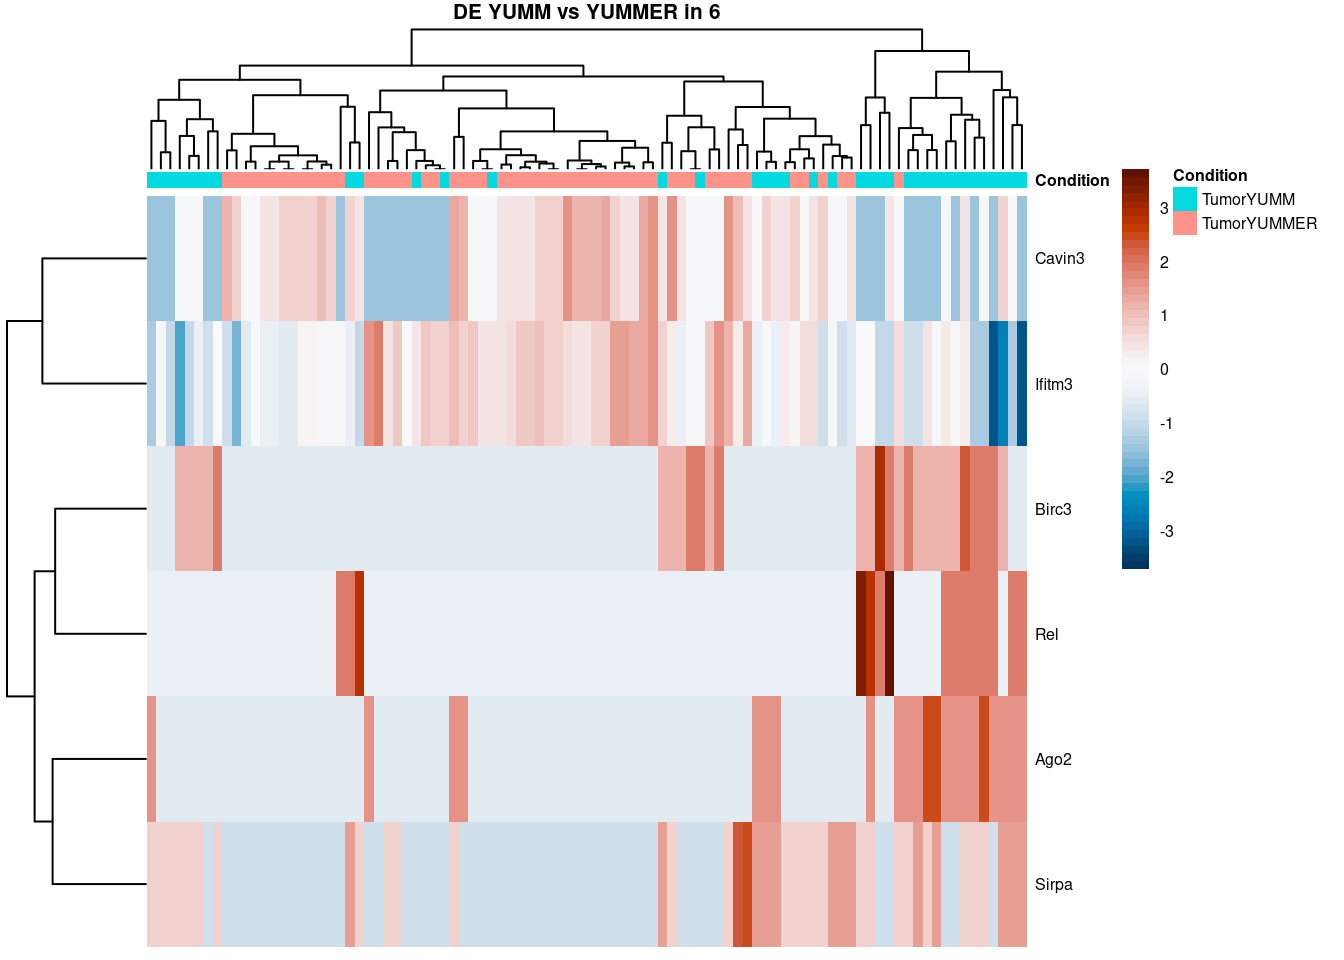 DE YUMM vs YUMMER in 6
Condition
Cavin3
Ifitm3
Birc3
Rel
Ago2
Sirpa
3
2
1
0
-1
-2
-3
Condition
TumorYUMM
TumorYUMMER